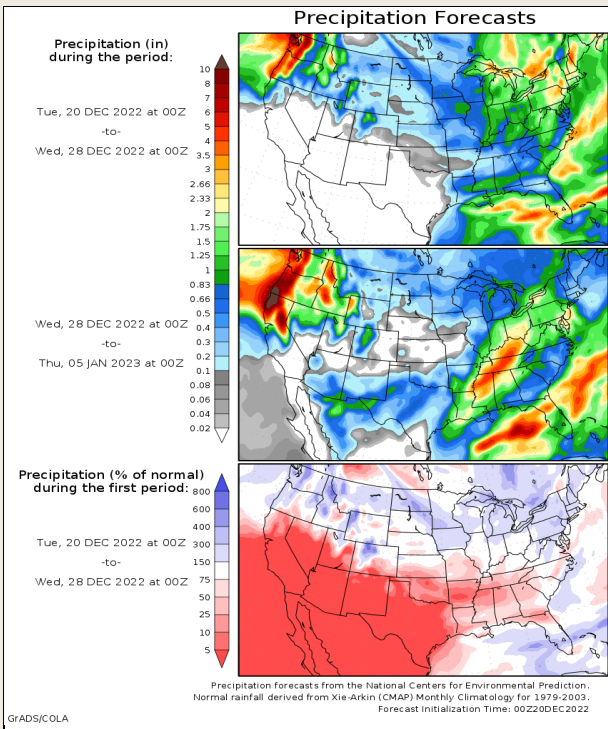 Precipitation Forecasts
Precipitation (in)
during the period:
Tue, 20 DEC 2022 at 00Z
-to-
Wed, 28 DEC 2022 at 00Z
10
8
7
6
5
4
3.5
3
2.66
2.33
2
1.75
1.5
1.25
1
0.83
0.66
0.5
0.4
0.3
0.2
0.1
0.08
0.06
0.04
0.02
Wed, 28 DEC 2022 at 00Z
-to-
Thu, 05 JAN 2023 at 00Z
Precipitation (% of normal)
during the first period:
Tue, 20 DEC 2022 at 00Z
-to-
Wed, 28 DEC 2022 at 00Z
800
600
400
300
150
75
50
25
10
5
Precipitation forecasts from the National Centers for Environmental Prediction.
Normal rainfall derived from Xie-Arkin (CMAP) Monthly Climatology for 1979-2003.
Forecast Initialization Time: 00Z20DEC2022
GrADS/COLA